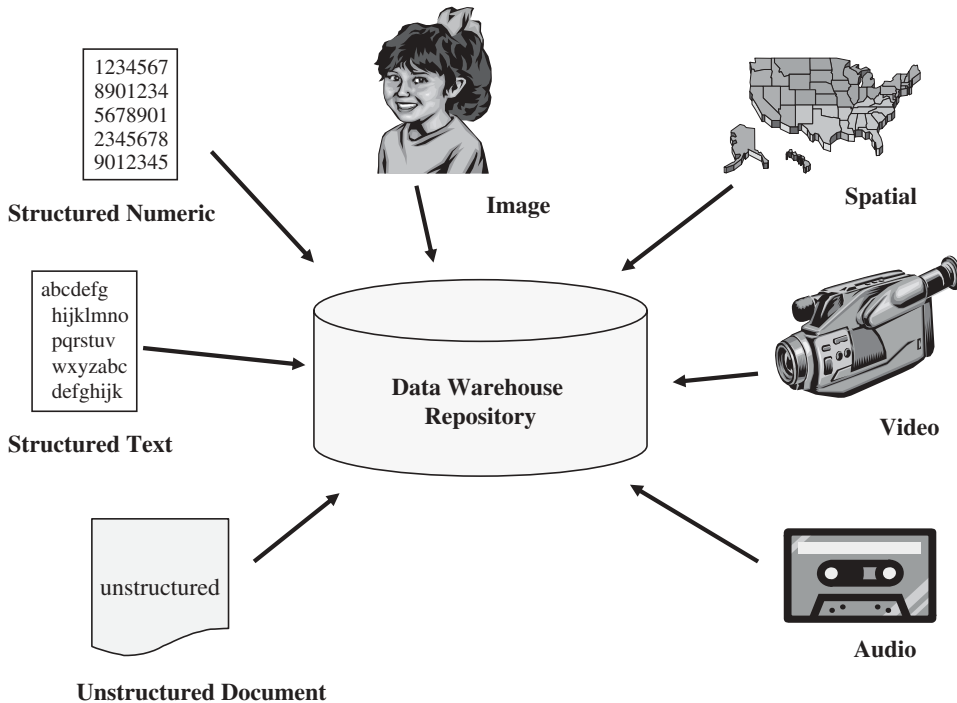 1234567
8901234
5678901
2345678
9012345
Structured Numeric
Image
Spatial
abcdefg
hijklmno
pqrstuv
wxyzabc
defghijk
Structured Text
Data Warehouse
Repository
Video
unstructured
Unstructured Document
Audio